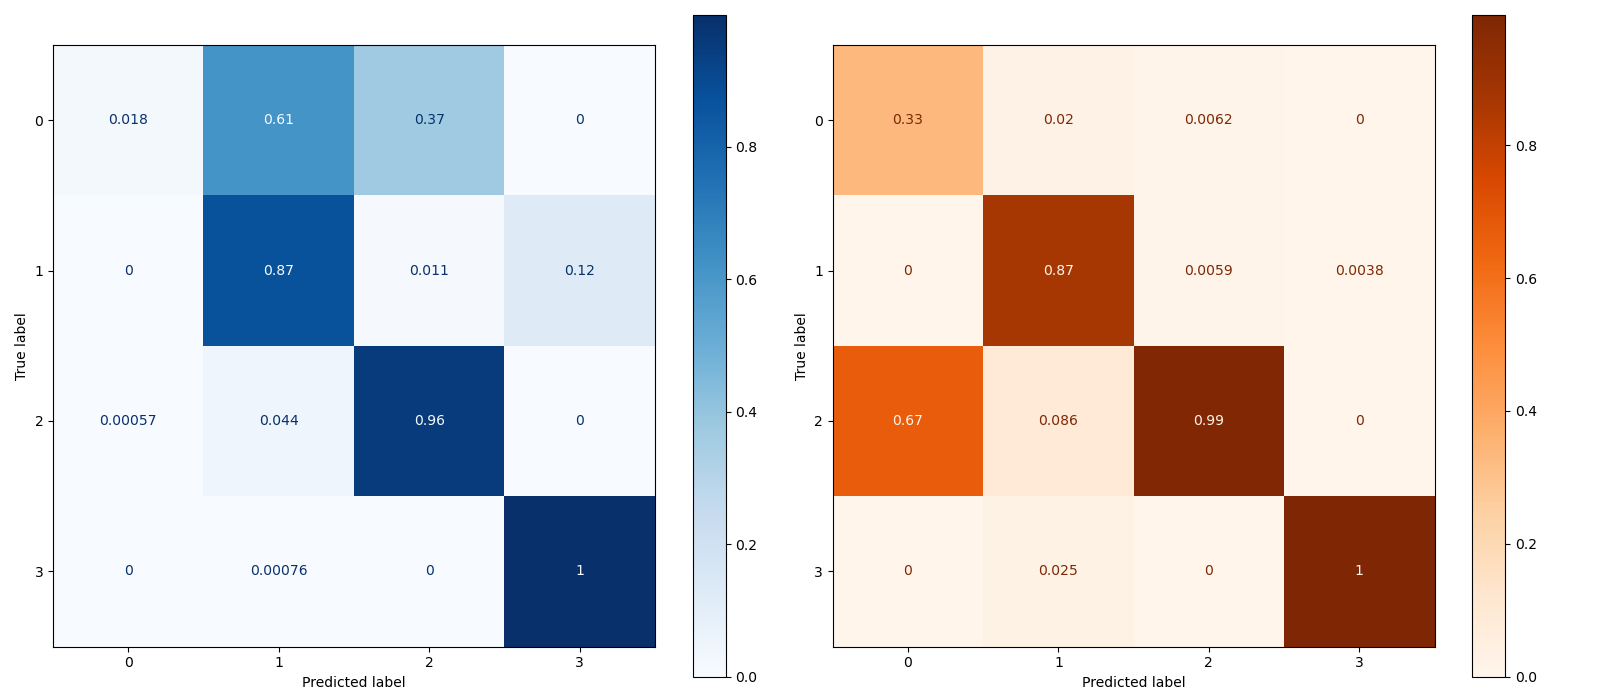 0 0.018 0.61 0.37 0
1 0 0.87 0.011 0.12
2 0.00057 0.044 0.96 0
3 0 0.00076 0 1
0 1 2 3
Predicted label
True label
0.8
0.6
0.4
0.2
0.0
0 0.33 0.02 0.0062 0
1 0 0.87 0.0059 0.0038
2 0.67 0.086 0.99 0
3 0 0.025 0 1
0 1 2 3
Predicted label
True label
0.8
0.6
0.4
0.2
0.0